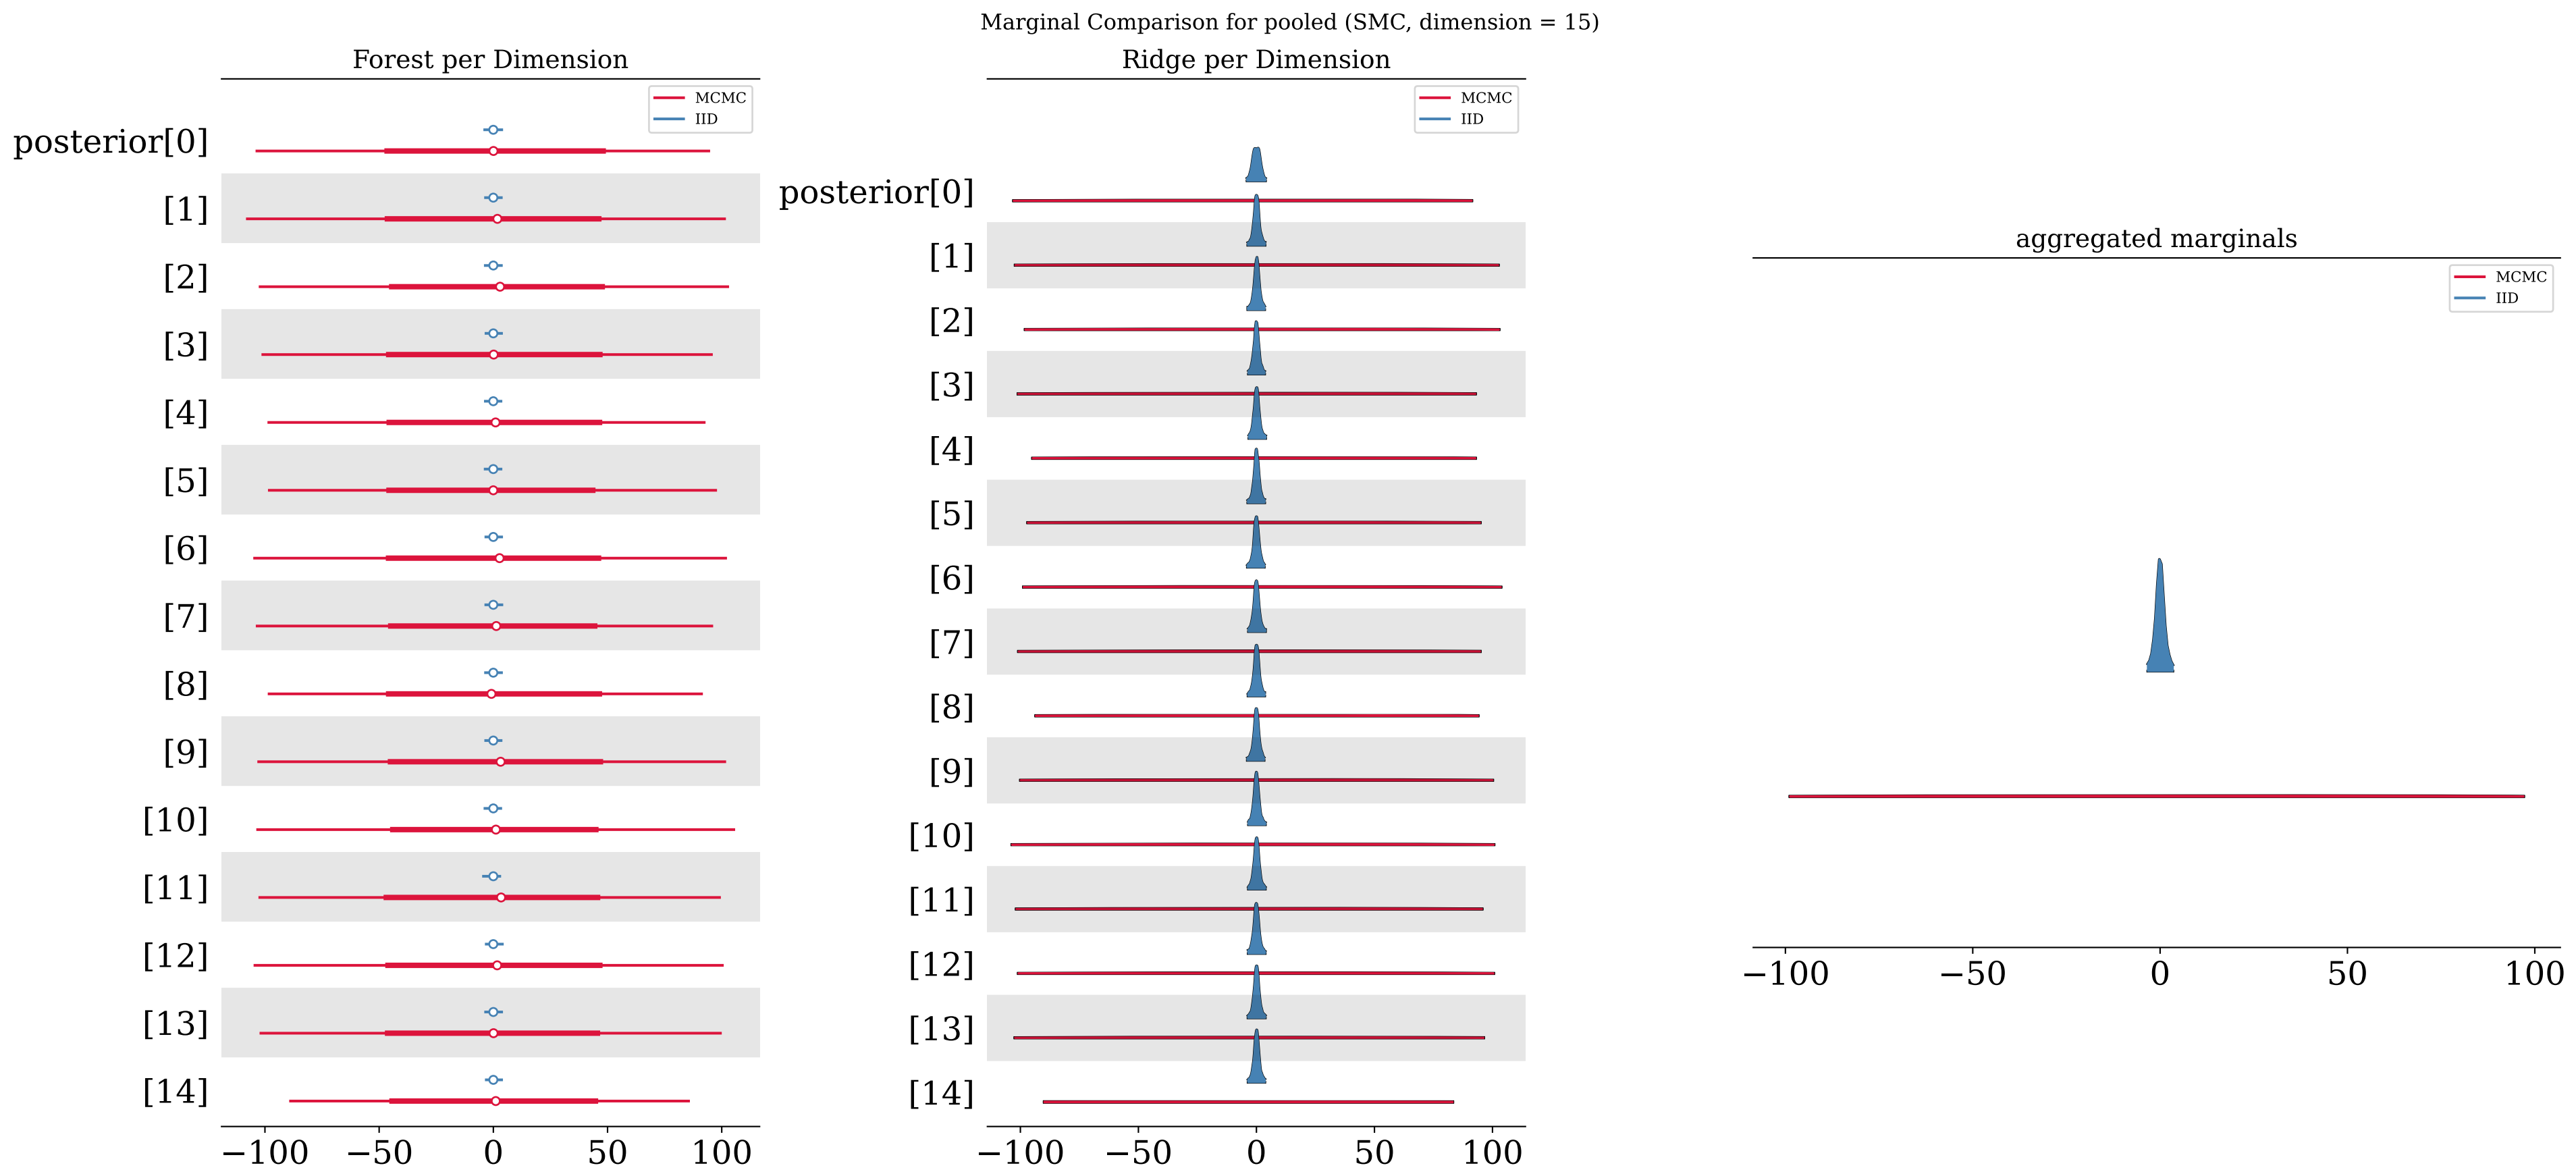 Marginal Comparison for pooled (SMC, dimension = 15)
Forest per Dimension
MCMC
IID
posterior[0]
[1]
[2]
[3]
[4]
[5]
[6]
[7]
[8]
[9]
[10]
[11]
[12]
[13]
[14]
−100 −50 0 50 100
Ridge per Dimension
MCMC
IID
posterior[0]
[1]
[2]
[3]
[4]
[5]
[6]
[7]
[8]
[9]
[10]
[11]
[12]
[13]
[14]
−100 −50 0 50 100
aggregated marginals
MCMC
IID
−100 −50 0 50 100